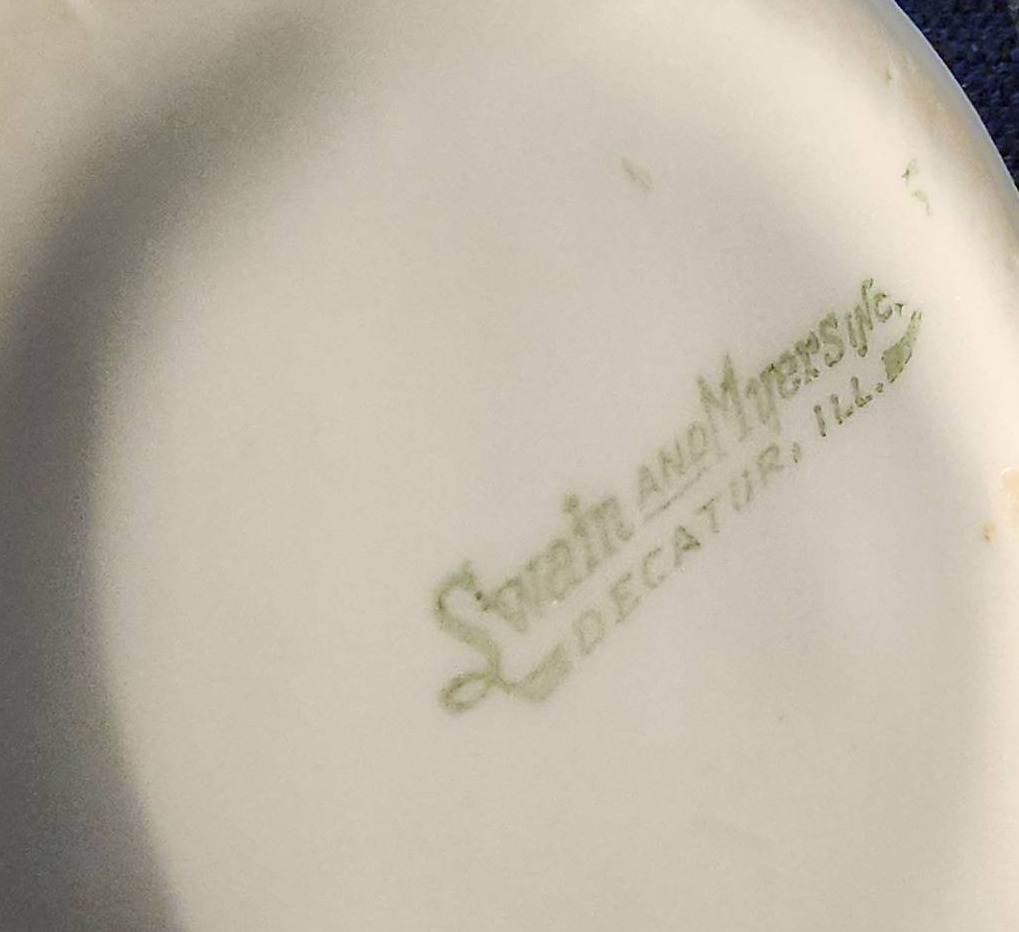 Swain AND Myers INC.
DECATUR, ILL.